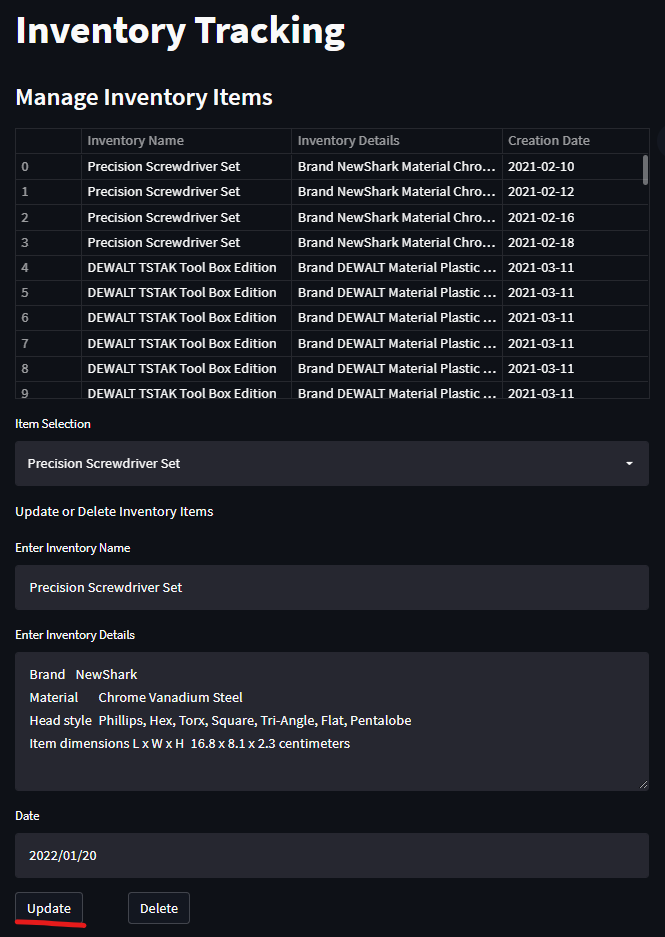 Inventory Tracking
Manage Inventory Items
Inventory Name Inventory Details Creation Date
0 Precision Screwdriver Set Brand NewShark Material Chro... 2021-02-10
1 Precision Screwdriver Set Brand NewShark Material Chro... 2021-02-12
2 Precision Screwdriver Set Brand NewShark Material Chro... 2021-02-16
3 Precision Screwdriver Set Brand NewShark Material Chro... 2021-02-18
4 DEWALT TSTAK Tool Box Edition Brand DEWALT Material Plastic ... 2021-03-11
5 DEWALT TSTAK Tool Box Edition Brand DEWALT Material Plastic ... 2021-03-11
6 DEWALT TSTAK Tool Box Edition Brand DEWALT Material Plastic ... 2021-03-11
7 DEWALT TSTAK Tool Box Edition Brand DEWALT Material Plastic ... 2021-03-11
8 DEWALT TSTAK Tool Box Edition Brand DEWALT Material Plastic ... 2021-03-11
9 DEWALT TSTAK Tool Box Edition Brand DEWALT Material Plastic ... 2021-03-11
Item Selection
Precision Screwdriver Set
Update or Delete Inventory Items
Enter Inventory Name
Precision Screwdriver Set
Enter Inventory Details
Brand NewShark
Material Chrome Vanadium Steel
Head style Phillips, Hex, Torx, Square, Tri-Angle, Flat, Pentalobe
Item dimensions L x W x H 16.8 x 8.1 x 2.3 centimeters
Date
2022/01/20
Update Delete